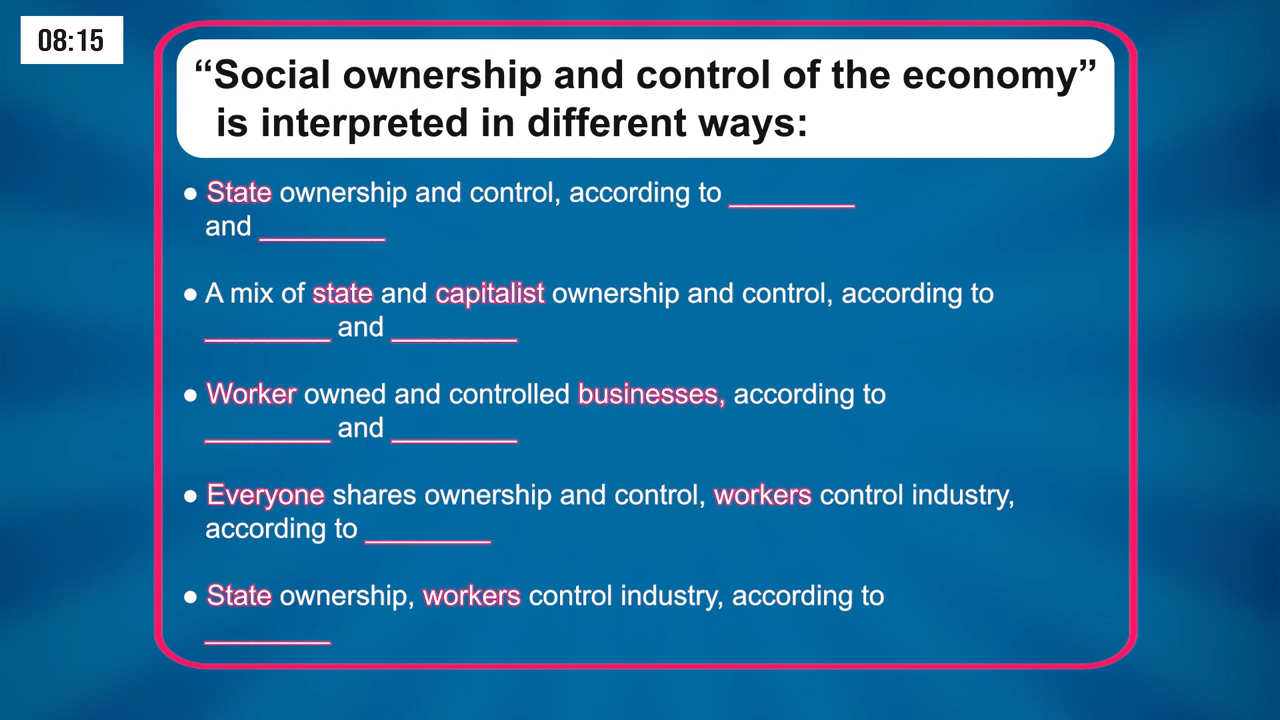 08:15
“Social ownership and control of the economy”
is interpreted in different ways:
● State ownership and control, according to ________
and ________
● A mix of state and capitalist ownership and control, according to
________ and ________
● Worker owned and controlled businesses, according to
________ and ________
● Everyone shares ownership and control, workers control industry,
according to ________
● State ownership, workers control industry, according to
________